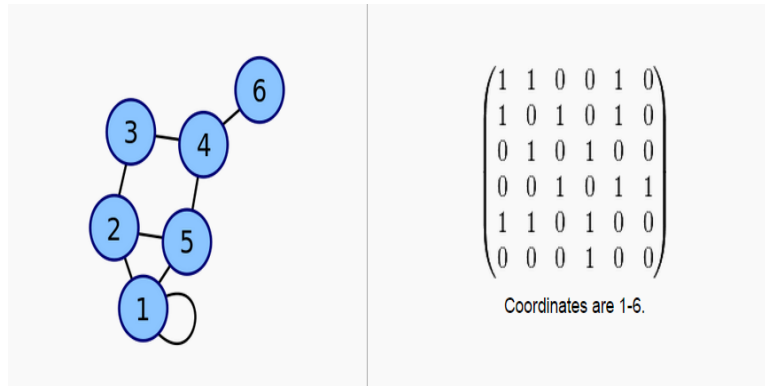 6
3
4
2
5
1
1 1 0 0 1 0
1 0 1 0 1 0
0 1 0 1 0 0
0 0 1 0 1 1
1 1 0 1 0 0
0 0 0 1 0 0
Coordinates are 1-6.